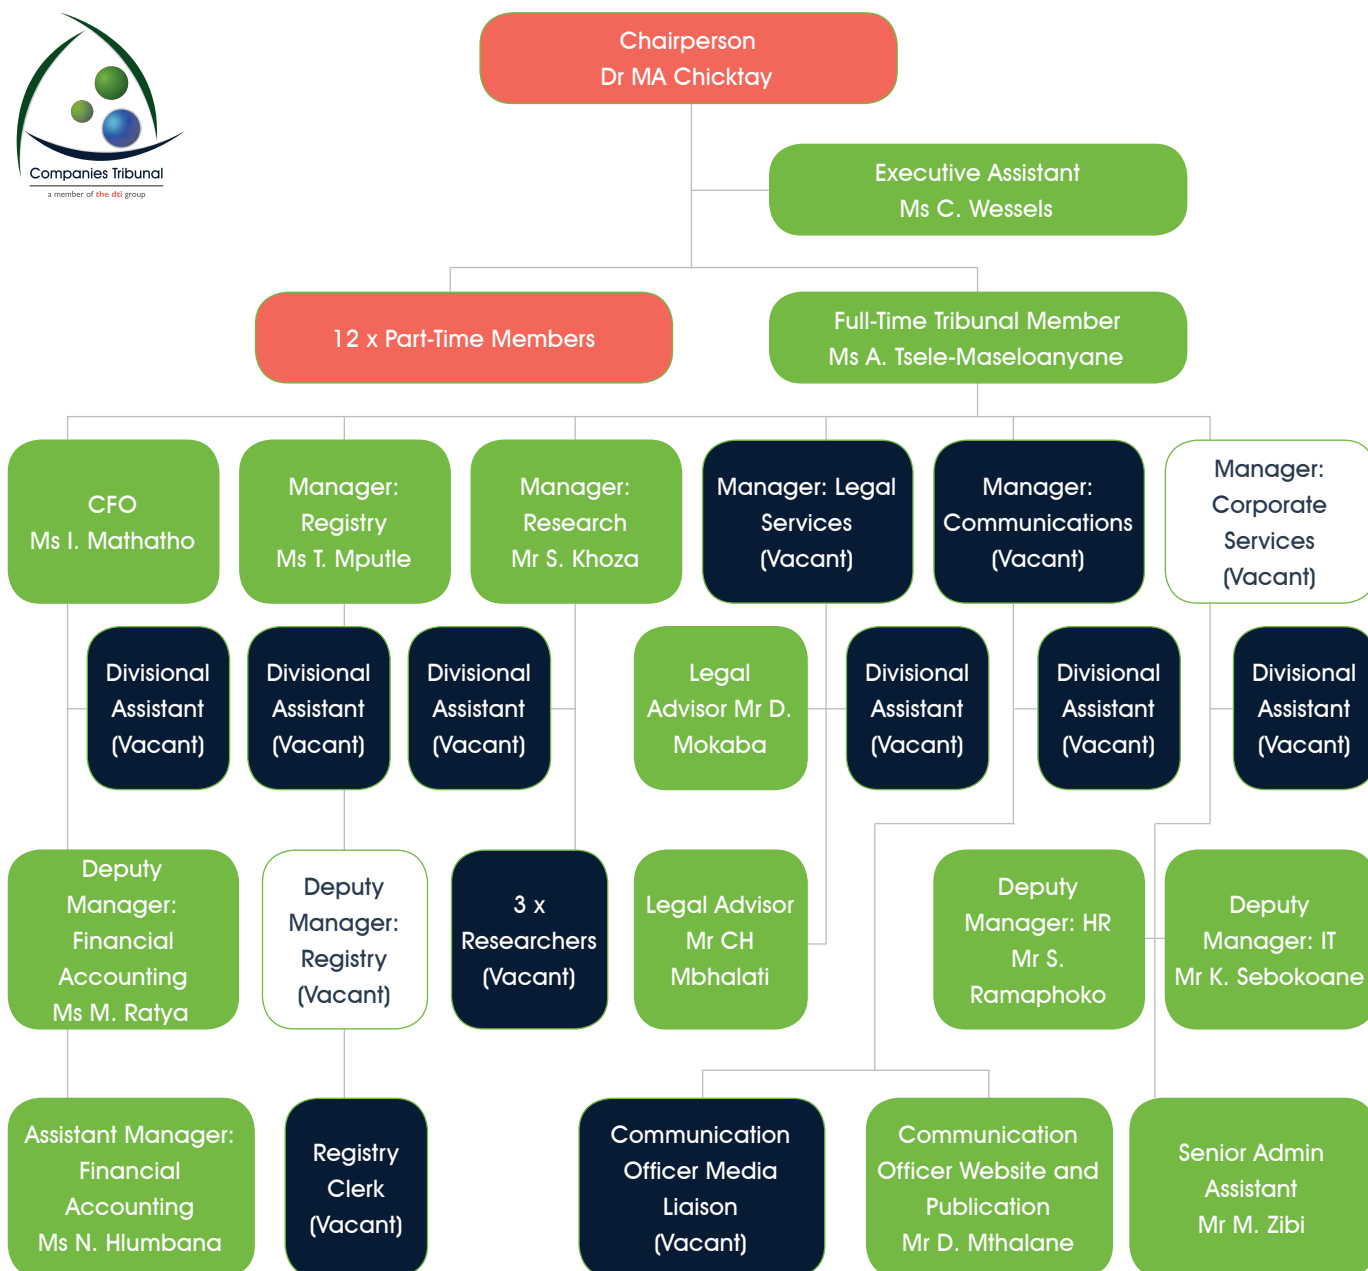 Companies Tribunal
a member of the dti group
Chairperson
Dr MA Chicktay
Executive Assistant
Ms C. Wessels
12 x Part-Time Members
Full-Time Tribunal Member
Ms A. Tsele-Maseloanyane
CFO
Ms I. Mathatho
Manager:
Registry
Ms T. Mputle
Manager:
Research
Mr S. Khoza
Manager: Legal
Services
(Vacant)
Manager:
Communications
(Vacant)
Manager:
Corporate
Services
(Vacant)
Divisional
Assistant
(Vacant)
Divisional
Assistant
(Vacant)
Divisional
Assistant
(Vacant)
Legal
Advisor Mr D.
Mokaba
Divisional
Assistant
(Vacant)
Divisional
Assistant
(Vacant)
Divisional
Assistant
(Vacant)
Deputy
Manager:
Financial
Accounting
Ms M. Ratya
Deputy
Manager:
Registry
(Vacant)
3 x
Researchers
(Vacant)
Legal Advisor
Mr CH
Mbhalati
Deputy
Manager: HR
Mr S.
Ramaphoko
Deputy
Manager: IT
Mr K. Sebokoane
Assistant Manager:
Financial
Accounting
Ms N. Hlumbana
Registry
Clerk
(Vacant)
Communication
Officer Media
Liaison
(Vacant)
Communication
Officer Website and
Publication
Mr D. Mthalane
Senior Admin
Assistant
Mr M. Zibi